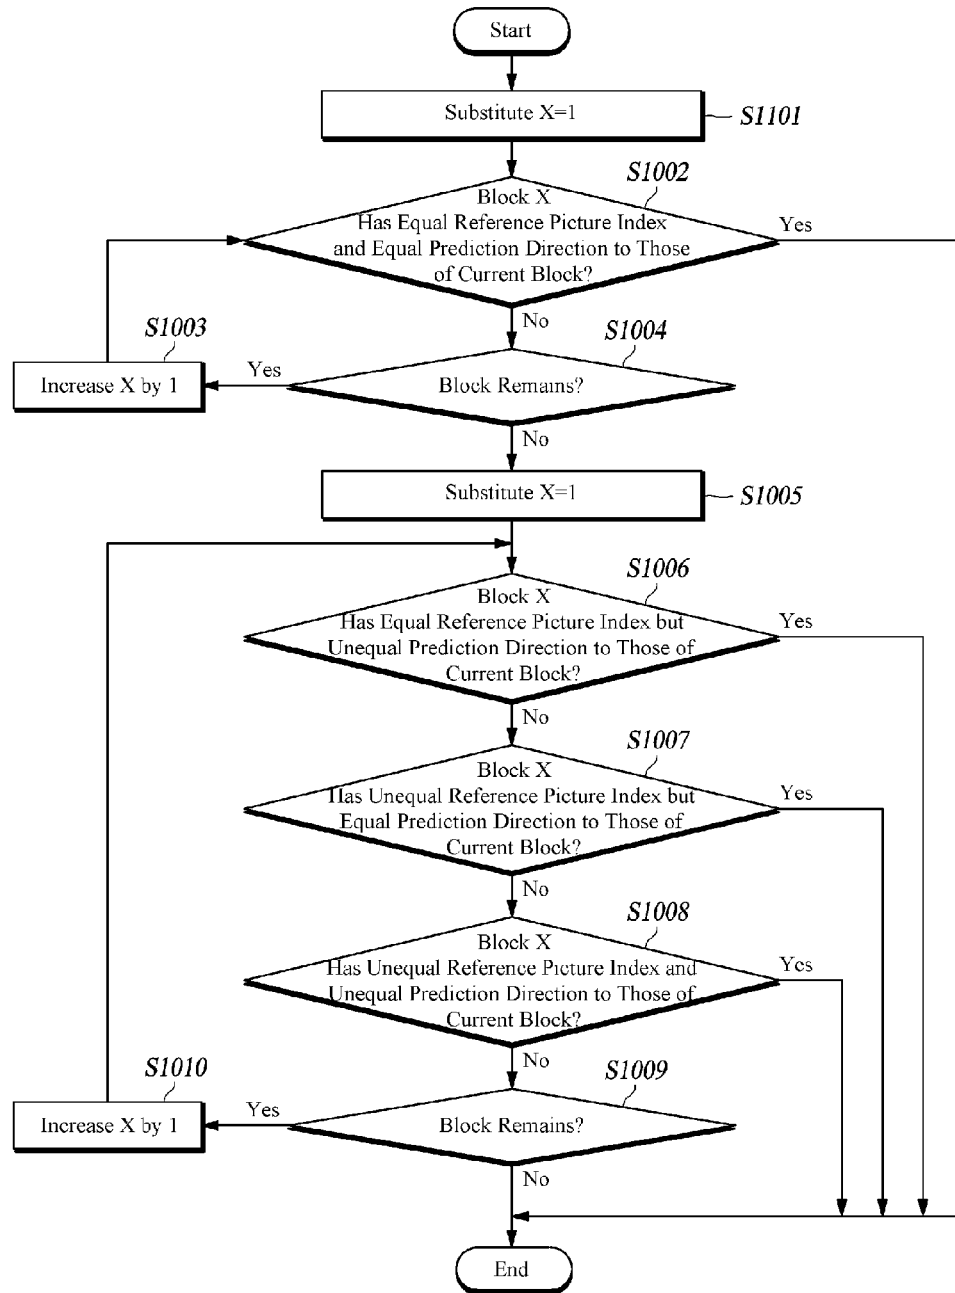 Start
Substitute X=1
S1101
S1002
Block X
Has Equal Reference Picture Index
and Equal Prediction Direction to Those
of Current Block?
Yes
No
S1003
Increase X by 1
Yes
S1004
Block Remains?
No
Substitute X=1
S1005
S1006
Block X
Has Equal Reference Picture Index but
Unequal Prediction Direction to Those of
Current Block?
Yes
No
S1007
Block X
Has Unequal Reference Picture Index but
Equal Prediction Direction to Those of
Current Block?
Yes
No
S1008
Block X
Has Unequal Reference Picture Index and
Unequal Prediction Direction to Those of
Current Block?
Yes
No
S1010
Increase X by 1
Yes
S1009
Block Remains?
No
End